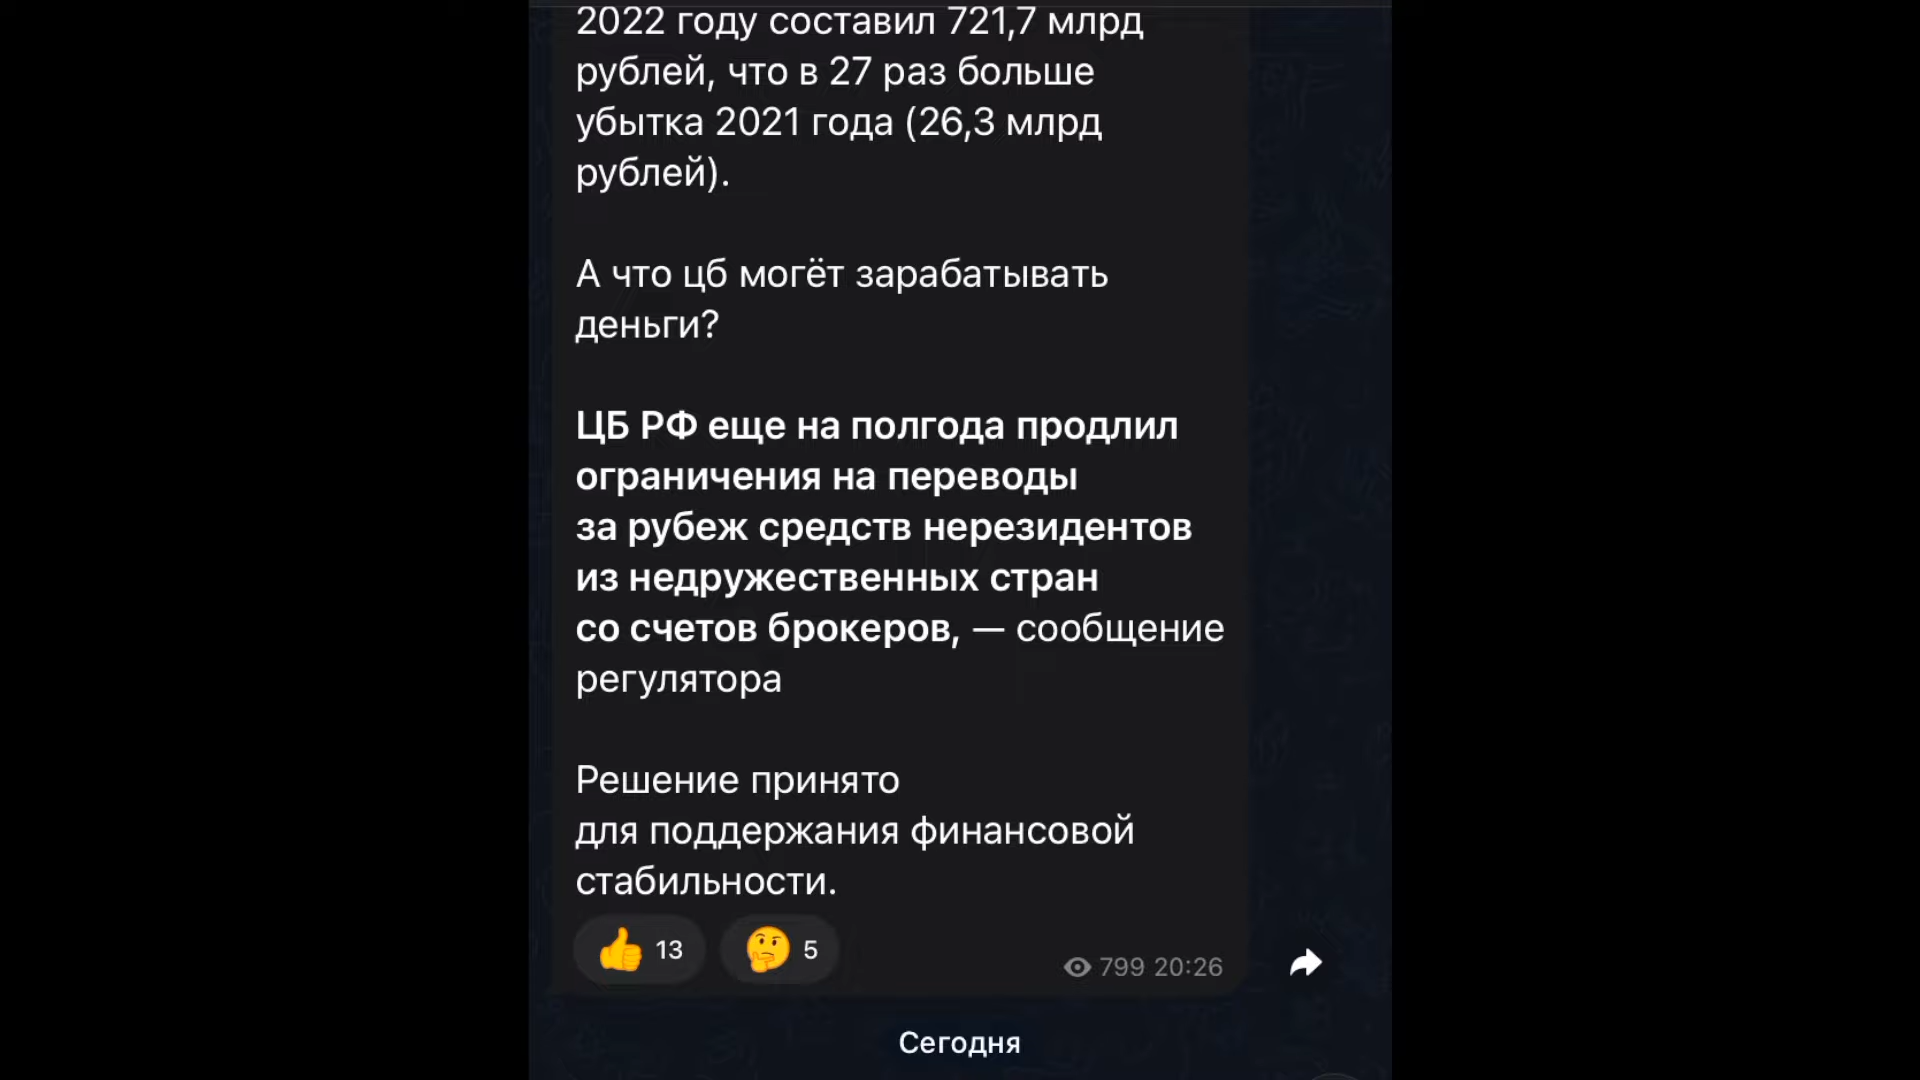 2022 году составил 721,7 млрд
рублей, что в 27 раз больше
убытка 2021 года (26,3 млрд
рублей).
А что цб могёт зарабатывать
деньги?
ЦБ РФ еще на полгода продлил
ограничения на переводы
за рубеж средств нерезидентов
из недружественных стран
со счетов брокеров, — сообщение
регулятора
Решение принято
для поддержания финансовой
стабильности.
13 5
799 20:26
Сегодня